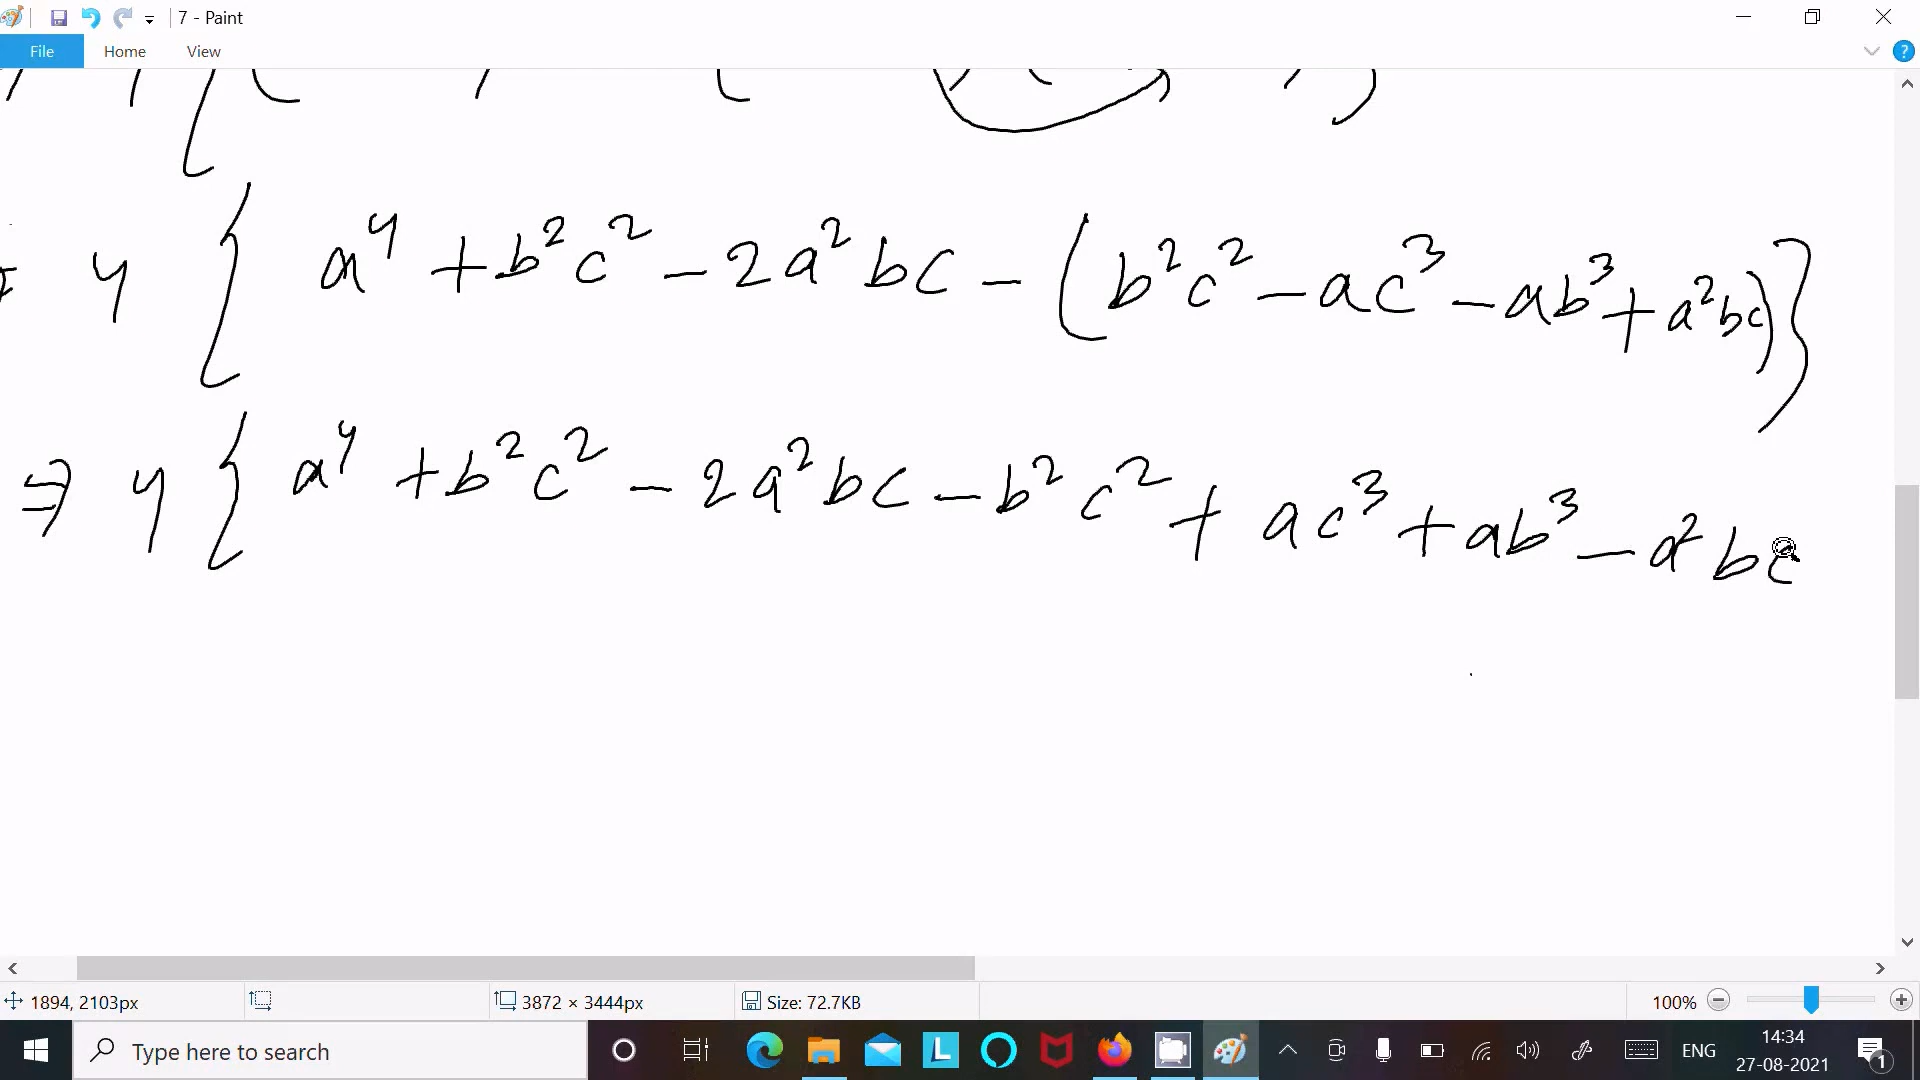 7 - Paint
File Home View
4 { a⁴ + b²c² - 2a²bc - (b²c² - ac³ - ab³ + a²bc) }
⇒ 4 { a⁴ + b²c² - 2a²bc - b²c² + ac³ + ab³ - a²bc
1894, 2103px 3872 × 3444px Size: 72.7KB 100%
Type here to search ENG 14:34
27-08-2021 1